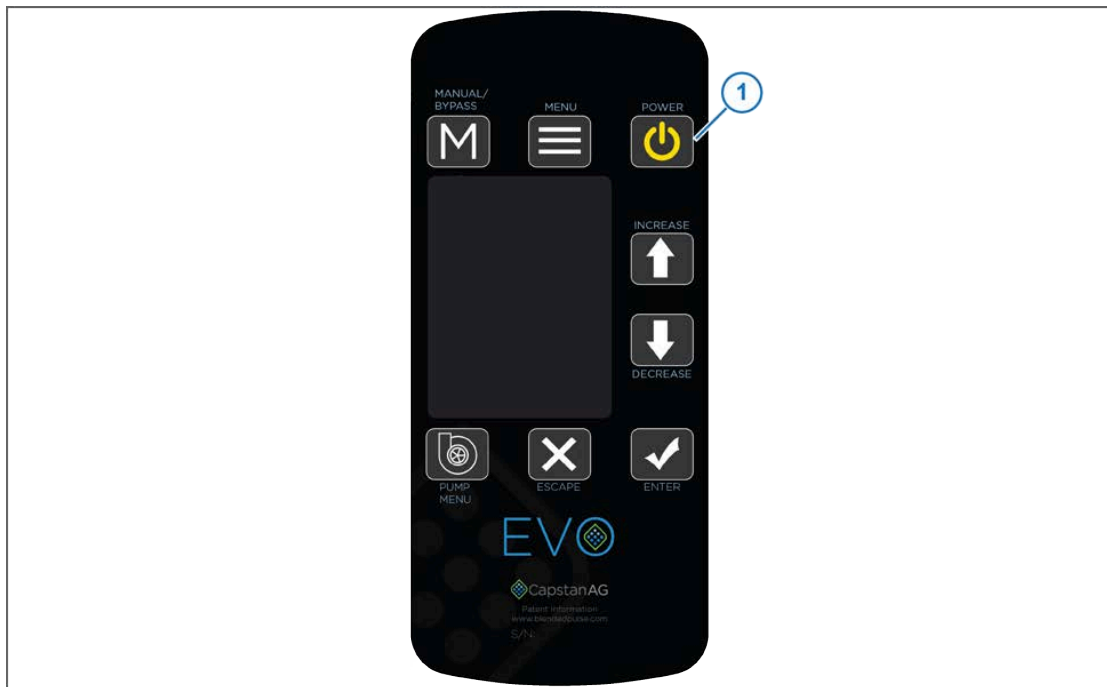 MANUAL/
BYPASS
MENU
POWER
M
1
INCREASE
DECREASE
PUMP
MENU
ESCAPE
ENTER
EVO
CapstanAG
Patent Information
www.blendedpulse.com
S/N: